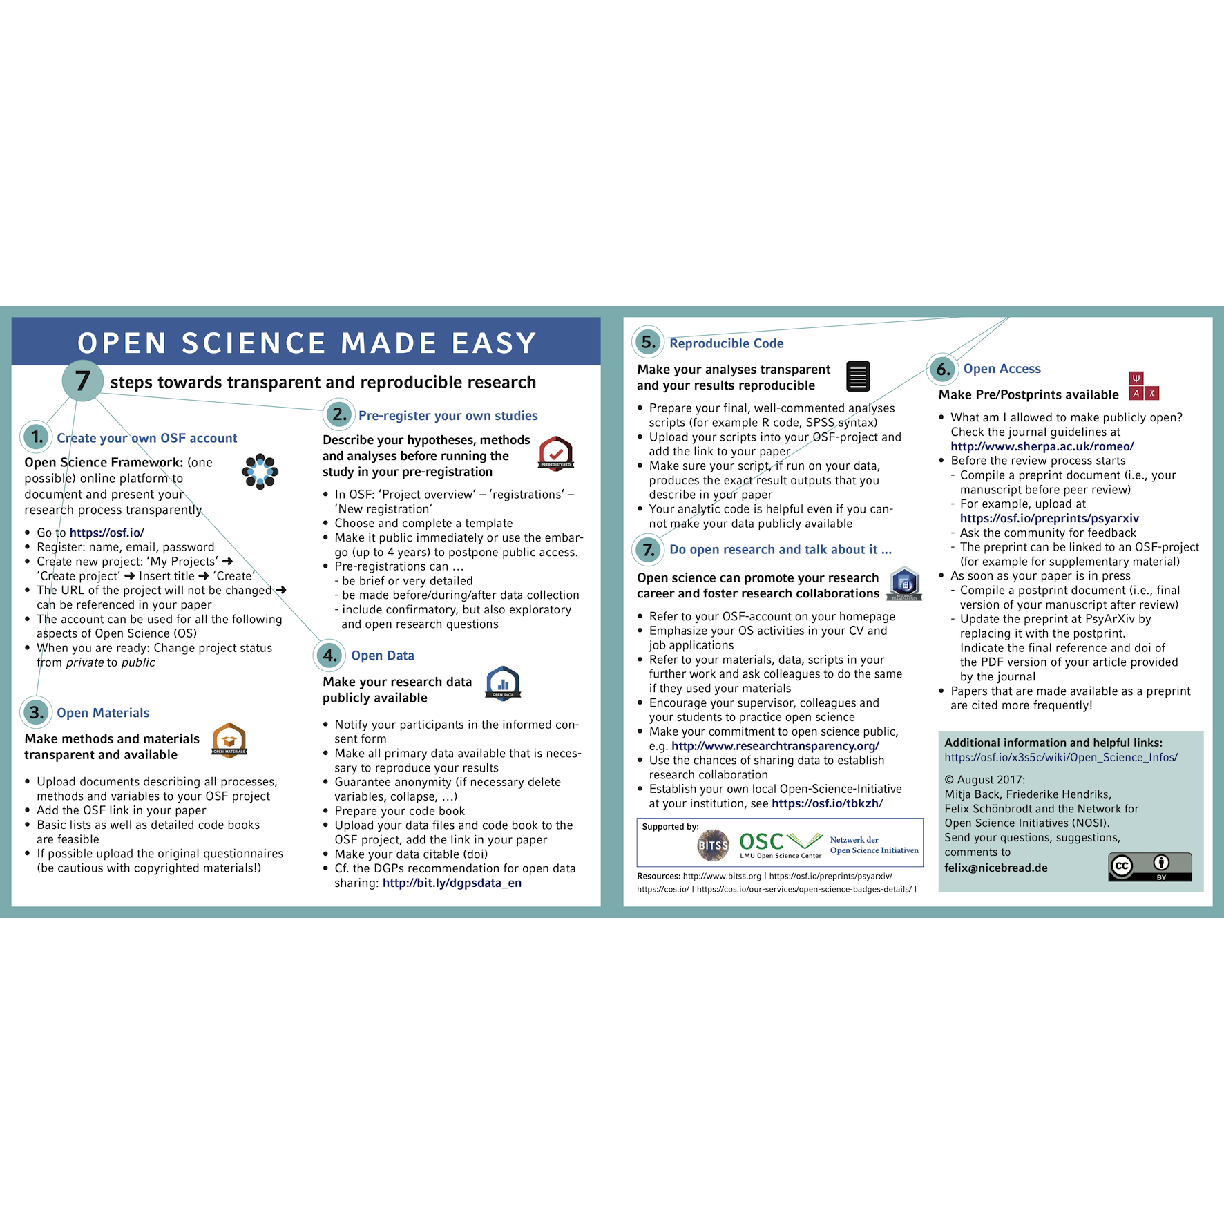 OPEN SCIENCE MADE EASY
7 steps towards transparent and reproducible research
1. Create your own OSF account
Open Science Framework: (one
possible) online platform to
document and present your
research process transparently
• Go to https://osf.io/
• Register: name, email, password
• Create new project: ‘My Projects’ ➜
‘Create project’ ➜ Insert title ➜ ‘Create’
• The URL of the project will not be changed ➜
can be referenced in your paper
• The account can be used for all the following
aspects of Open Science (OS)
• When you are ready: Change project status
from private to public
2. Pre-register your own studies
Describe your hypotheses, methods
and analyses before running the
study in your pre-registration
• In OSF: ‘Project overview’ – ‘registrations’ –
‘New registration’
• Choose and complete a template
• Make it public immediately or use the embar-
go (up to 4 years) to postpone public access.
• Pre-registrations can ...
- be brief or very detailed
- be made before/during/after data collection
- include confirmatory, but also exploratory
and open research questions
3. Open Materials
Make methods and materials
transparent and available
OPEN MATERIALS
• Upload documents describing all processes,
methods and variables to your OSF project
• Add the OSF link in your paper
• Basic lists as well as detailed code books
are feasible
• If possible upload the original questionnaires
(be cautious with copyrighted materials!)
4. Open Data
Make your research data
publicly available
OPEN DATA
• Notify your participants in the informed con-
sent form
• Make all primary data available that is neces-
sary to reproduce your results
• Guarantee anonymity (if necessary delete
variables, collapse, ...)
• Prepare your code book
• Upload your data files and code book to the
OSF project, add the link in your paper
• Make your data citable (doi)
• Cf. the DGPs recommendation for open data
sharing: http://bit.ly/dgpsdata_en
5. Reproducible Code
Make your analyses transparent
and your results reproducible
• Prepare your final, well-commented analyses
scripts (for example R code, SPSS syntax)
• Upload your scripts into your OSF-project and
add the link to your paper
• Make sure your script, if run on your data,
produces the exact result outputs that you
describe in your paper
• Your analytic code is helpful even if you can-
not make your data publicly available
7. Do open research and talk about it ...
Open science can promote your research
career and foster research collaborations
• Refer to your OSF-account on your homepage
• Emphasize your OS activities in your CV and
job applications
• Refer to your materials, data, scripts in your
further work and ask colleagues to do the same
if they used your materials
• Encourage your supervisor, colleagues and
your students to practice open science
• Make your commitment to open science public,
e.g. http://www.researchtransparency.org/
• Use the chances of sharing data to establish
research collaboration
• Establish your own local Open-Science-Initiative
at your institution, see https://osf.io/tbkzh/
Supported by:
BITSS
OSC
LMU Open Science Center
Netzwerk der
Open Science Initiativen
Resources: http://www.bitss.org | https://osf.io/preprints/psyarxiv/
https://cos.io/ | https://cos.io/our-services/open-science-badges-details/ |
6. Open Access
Make Pre/Postprints available
Ψ
A X
• What am I allowed to make publicly open?
Check the journal guidelines at
http://www.sherpa.ac.uk/romeo/
• Before the review process starts
- Compile a preprint document (i.e., your
manuscript before peer review)
- For example, upload at
https://osf.io/preprints/psyarxiv
- Ask the community for feedback
- The preprint can be linked to an OSF-project
(for example for supplementary material)
• As soon as your paper is in press
- Compile a postprint document (i.e., final
version of your manuscript after review)
- Update the preprint at PsyArXiv by
replacing it with the postprint.
Indicate the final reference and doi of
the PDF version of your article provided
by the journal
• Papers that are made available as a preprint
are cited more frequently!
Additional information and helpful links:
https://osf.io/x3s5c/wiki/Open_Science_Infos/
© August 2017:
Mitja Back, Friederike Hendriks,
Felix Schönbrodt and the Network for
Open Science Initiatives (NOSI).
Send your questions, suggestions,
comments to
felix@nicebread.de
cc
BY